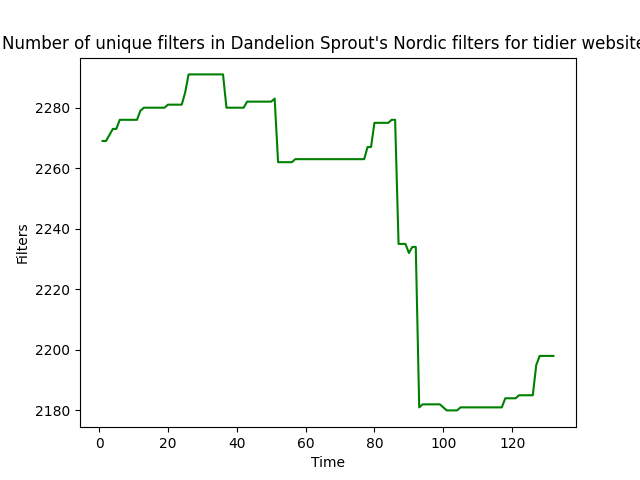 Number of unique filters in Dandelion Sprout's Nordic filters for tidier website
Filters
2280
2260
2240
2220
2200
2180
0 20 40 60 80 100 120
Time